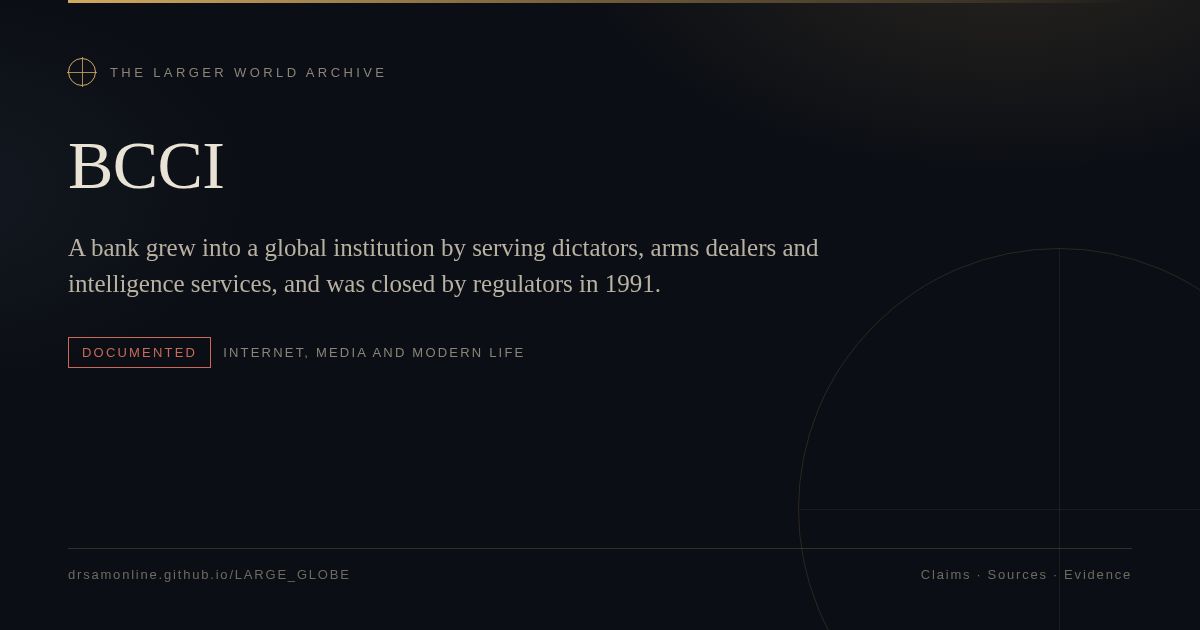 THE LARGER WORLD ARCHIVE
BCCI
A bank grew into a global institution by serving dictators, arms dealers and
intelligence services, and was closed by regulators in 1991.
DOCUMENTED
INTERNET, MEDIA AND MODERN LIFE
drsamonline.github.io/LARGE_GLOBE
Claims · Sources · Evidence